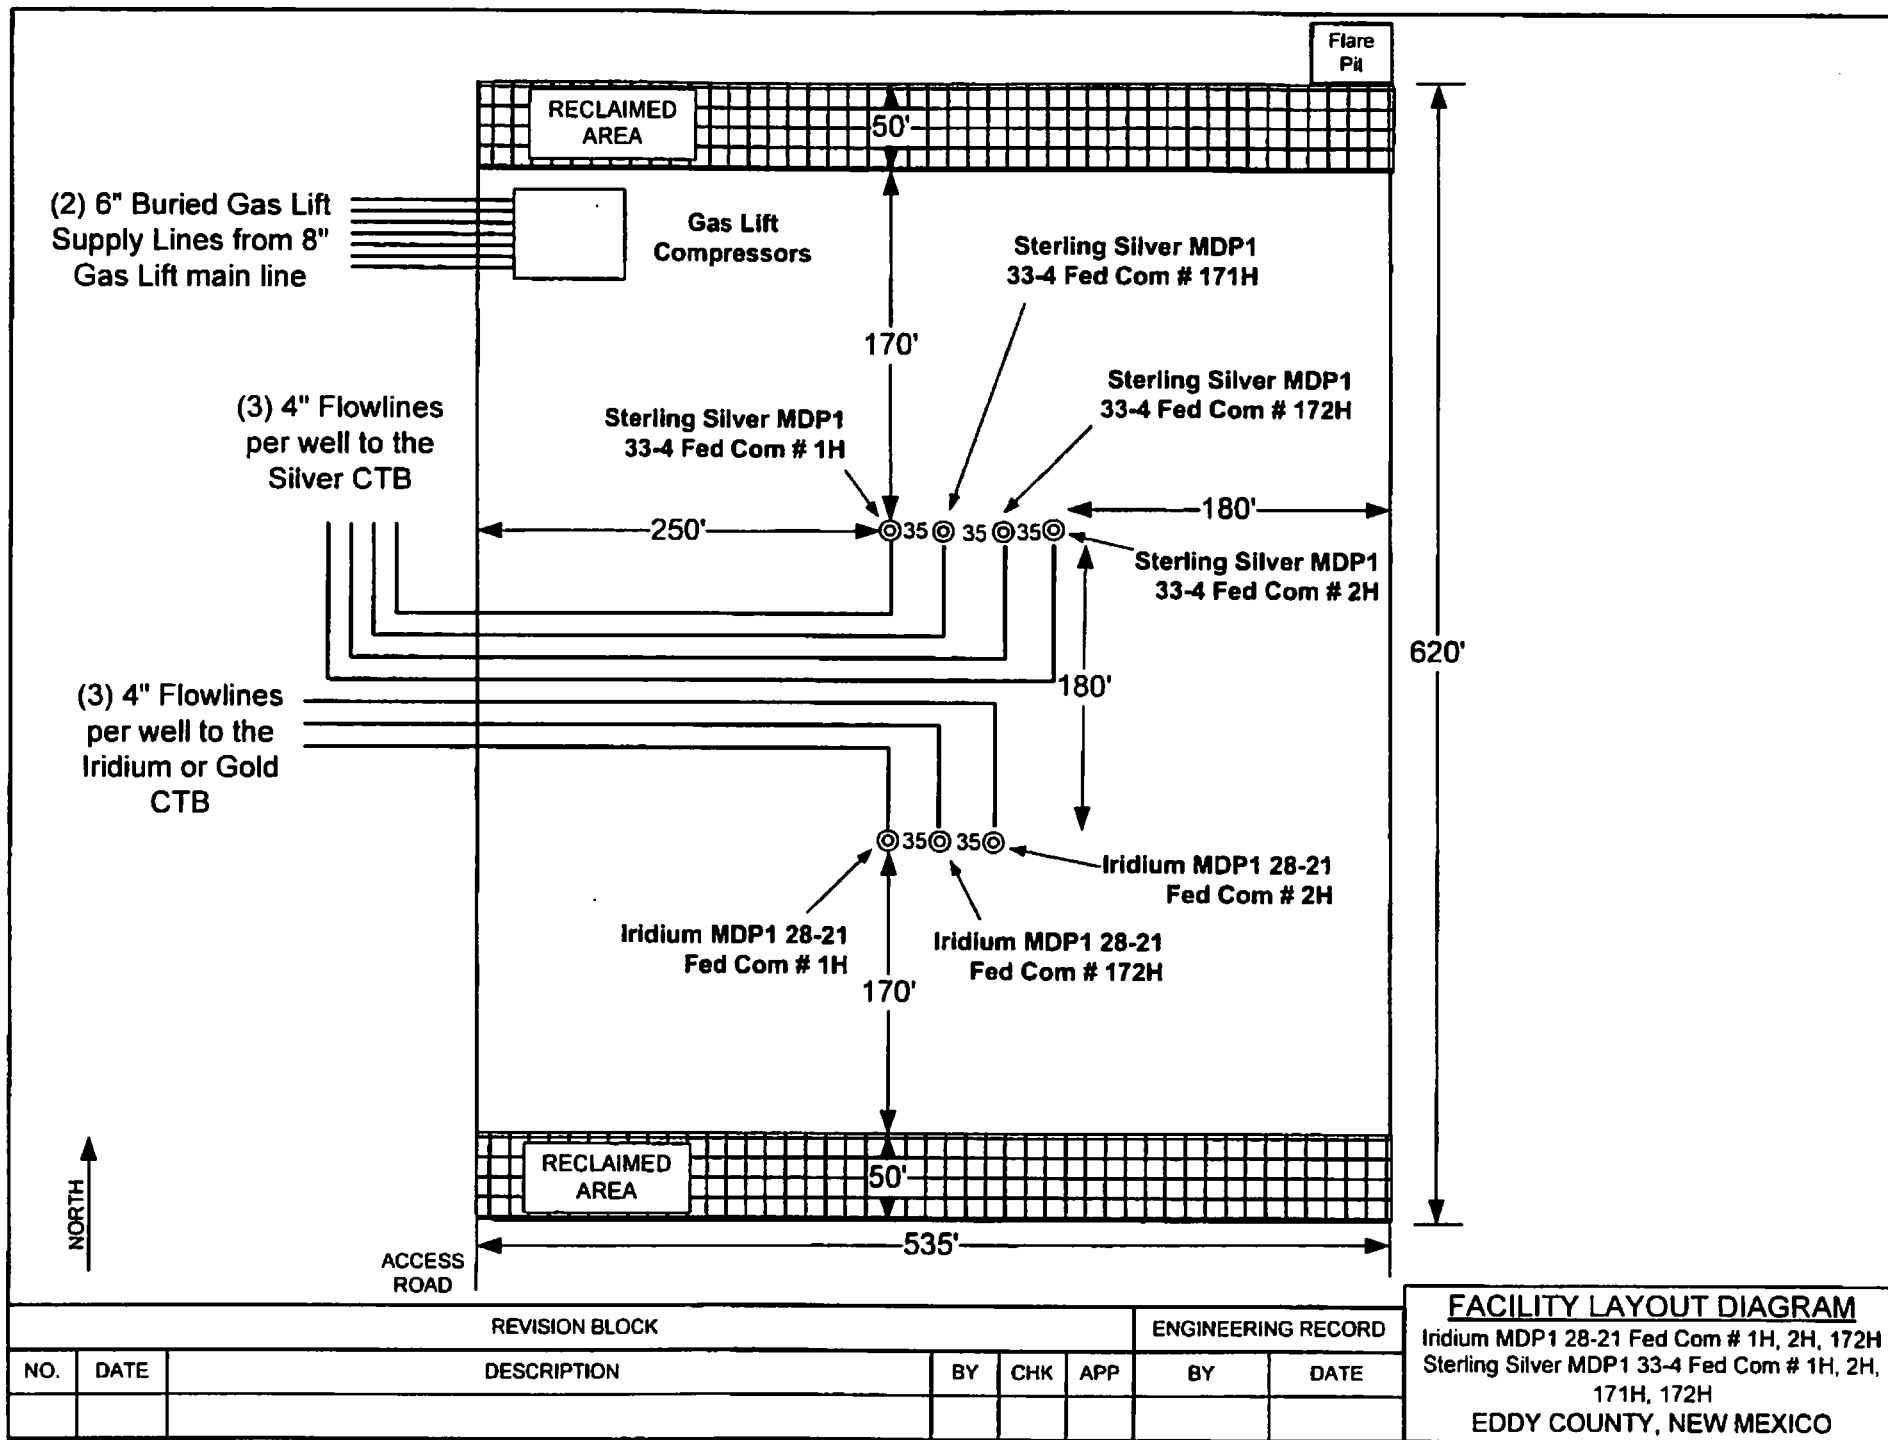 Flare
Pit
RECLAIMED
AREA
50'
(2) 6" Buried Gas Lift
Supply Lines from 8"
Gas Lift main line
Gas Lift
Compressors
Sterling Silver MDP1
33-4 Fed Com # 171H
170'
Sterling Silver MDP1
33-4 Fed Com # 172H
(3) 4" Flowlines
per well to the
Silver CTB
Sterling Silver MDP1
33-4 Fed Com # 1H
250'
35
35
35
180'
Sterling Silver MDP1
33-4 Fed Com # 2H
620'
180'
(3) 4" Flowlines
per well to the
Iridium or Gold
CTB
35
35
Iridium MDP1 28-21
Fed Com # 2H
Iridium MDP1 28-21
Fed Com # 1H
Iridium MDP1 28-21
Fed Com # 172H
170'
RECLAIMED
AREA
50'
NORTH
535'
ACCESS
ROAD
REVISION BLOCK
ENGINEERING RECORD
NO. DATE DESCRIPTION BY CHK APP BY DATE
FACILITY LAYOUT DIAGRAM
Iridium MDP1 28-21 Fed Com # 1H, 2H, 172H
Sterling Silver MDP1 33-4 Fed Com # 1H, 2H,
171H, 172H
EDDY COUNTY, NEW MEXICO